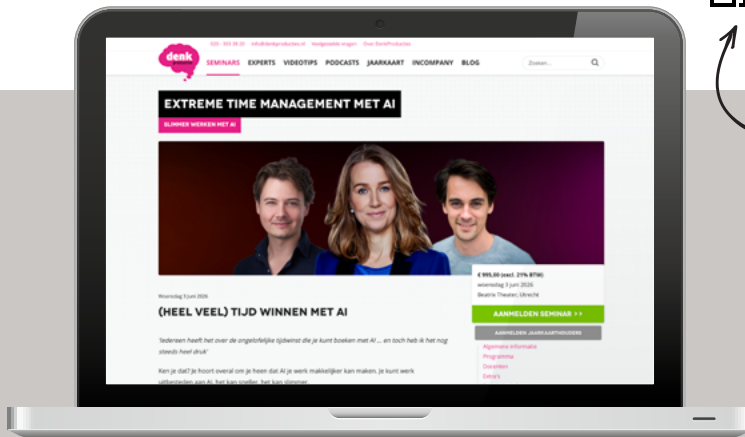 020 - 303 38 20 info@denkproducties.nl Veelgestelde vragen Over DenkProducties
denk
SEMINARS EXPERTS VIDEOTIPS PODCASTS JAARKAART INCOMPANY BLOG
Zoeken...
EXTREME TIME MANAGEMENT MET AI
SLIMMER WERKEN MET AI
€ 995,00 (excl. 21% BTW)
woensdag 3 juni 2026
Beatrix Theater, Utrecht
AANMELDEN SEMINAR >>
AANMELDEN JAARKAARTHOUDERS
Algemene informatie
Programma
Docenten
Extra's
Woensdag 3 juni 2026
(HEEL VEEL) TIJD WINNEN MET AI
'Iedereen heeft het over de ongelofelijke tijdwinst die je kunt boeken met AI ... en toch heb ik het nog
steeds heel druk'
Ken je dat? Je hoort overal om je heen dat AI je werk makkelijker kan maken. Je kunt werk
uitbesteden aan AI, het kan sneller, het kan slimmer.